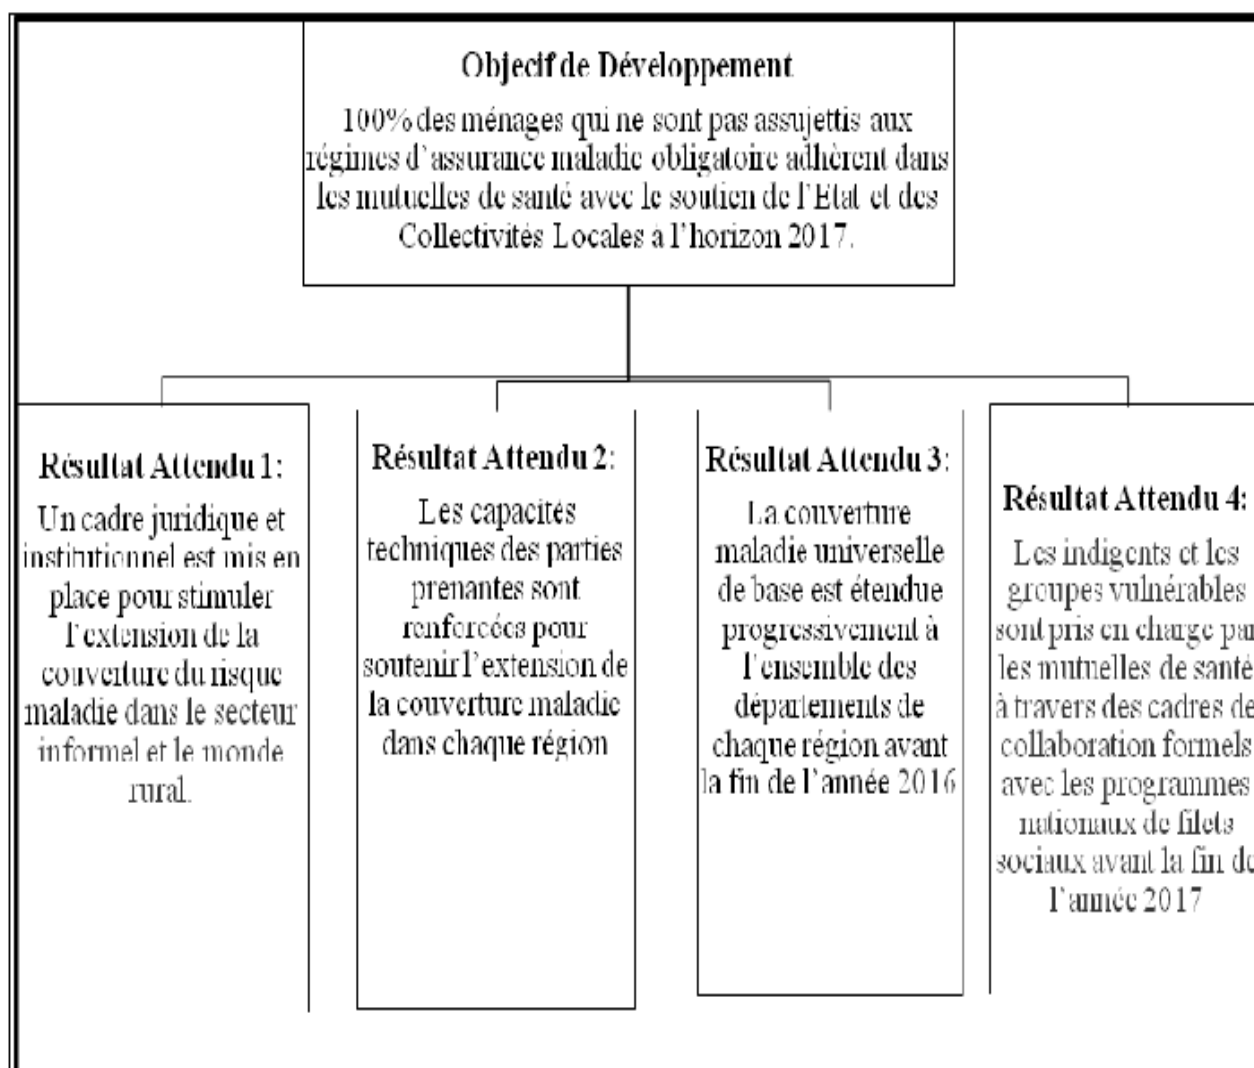 Objecif de Développement
100% des ménages qui ne sont pas assujettis aux
régimes d'assurance maladie obligatoire adhèrent dans
les mutuelles de santé avec le soutien de l'Etat et des
Collectivités Locales à l'horizon 2017.
Résultat Attendu 1:
Un cadre juridique et
institutionnel est mis en
place pour stimuler
l'extension de la
couverture du risque
maladie dans le secteur
informel et le monde
rural.
Résultat Attendu 2:
Les capacités
techniques des parties
prenantes sont
renforcées pour
soutenir l'extension de
la couverture maladie
dans chaque région
Résultat Attendu 3:
La couverture
maladie universelle
de base est étendue
progressivement à
l'ensemble des
départements de
chaque région avant
la fin de l'année 2016
Résultat Attendu 4:
Les indigents et les
groupes vulnérables
sont pris en charge par
les mutuelles de santé
à travers des cadres de
collaboration formels
avec les programmes
nationaux de filets
sociaux avant la fin de
l'année 2017